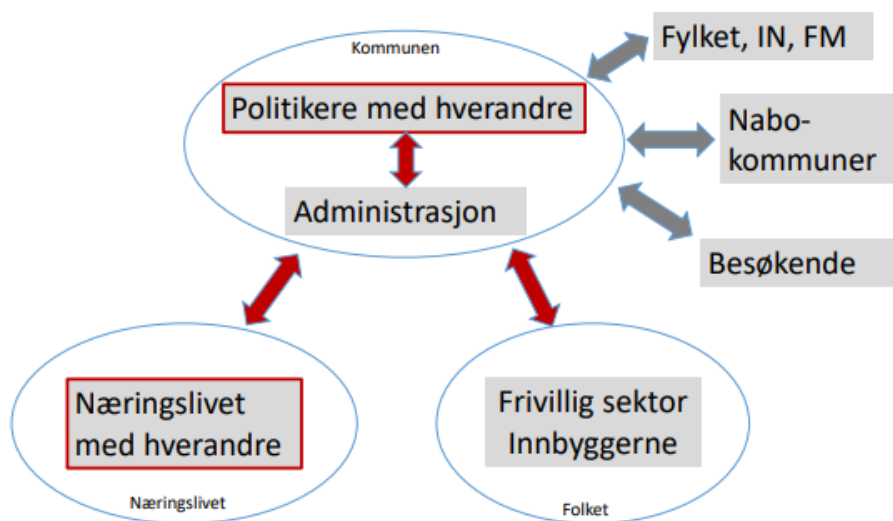 Kommunen
Fylket, IN, FM
Politikere med hverandre
Nabo-
kommuner
Administrasjon
Besøkende
Næringslivet
med hverandre
Næringslivet
Frivillig sektor
Innbyggerne
Folket